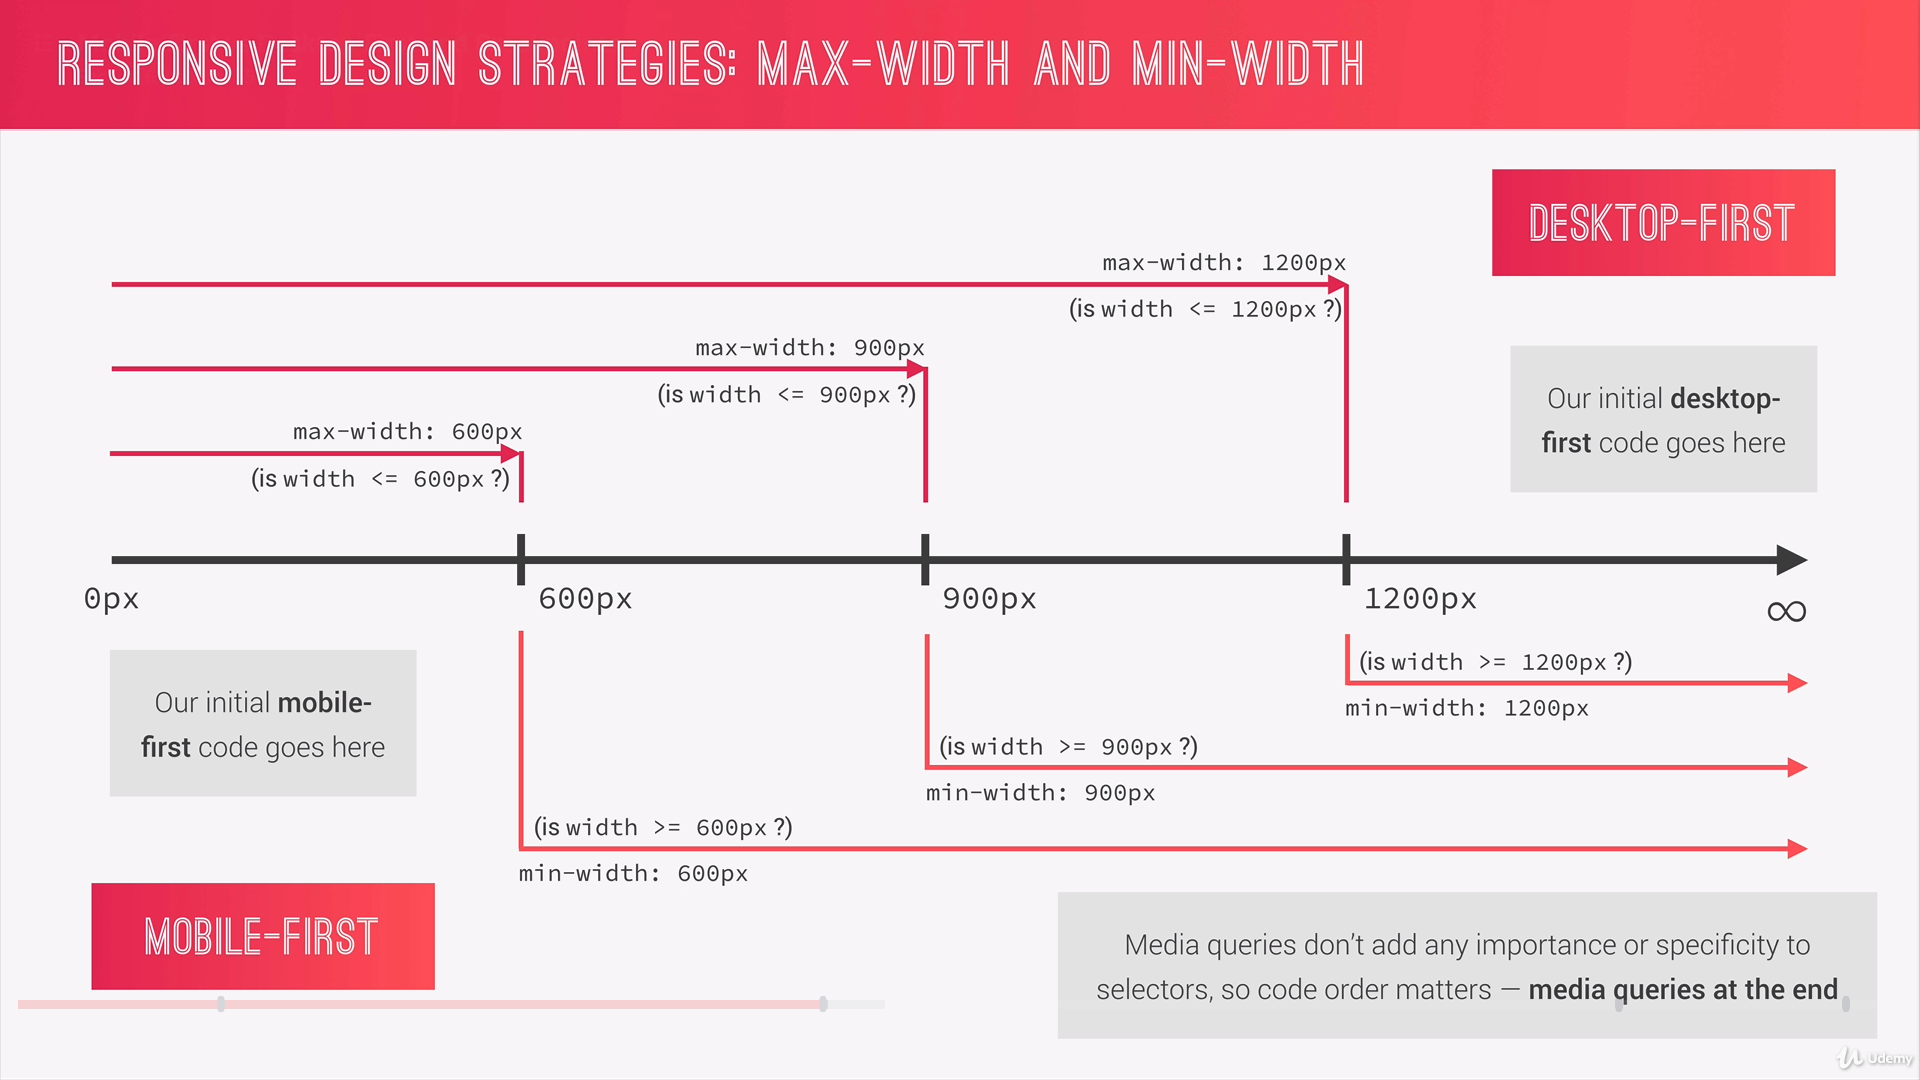 RESPONSIVE DESIGN STRATEGIES: MAX-WIDTH AND MIN-WIDTH
DESKTOP-FIRST
max-width: 1200px
(is width <= 1200px ?)
max-width: 900px
(is width <= 900px ?)
Our initial desktop-
first code goes here
max-width: 600px
(is width <= 600px ?)
0px
600px
900px
1200px
∞
Our initial mobile-
first code goes here
(is width >= 1200px ?)
min-width: 1200px
(is width >= 900px ?)
min-width: 900px
(is width >= 600px ?)
min-width: 600px
MOBILE-FIRST
Media queries don’t add any importance or specificity to
selectors, so code order matters — media queries at the end
Udemy